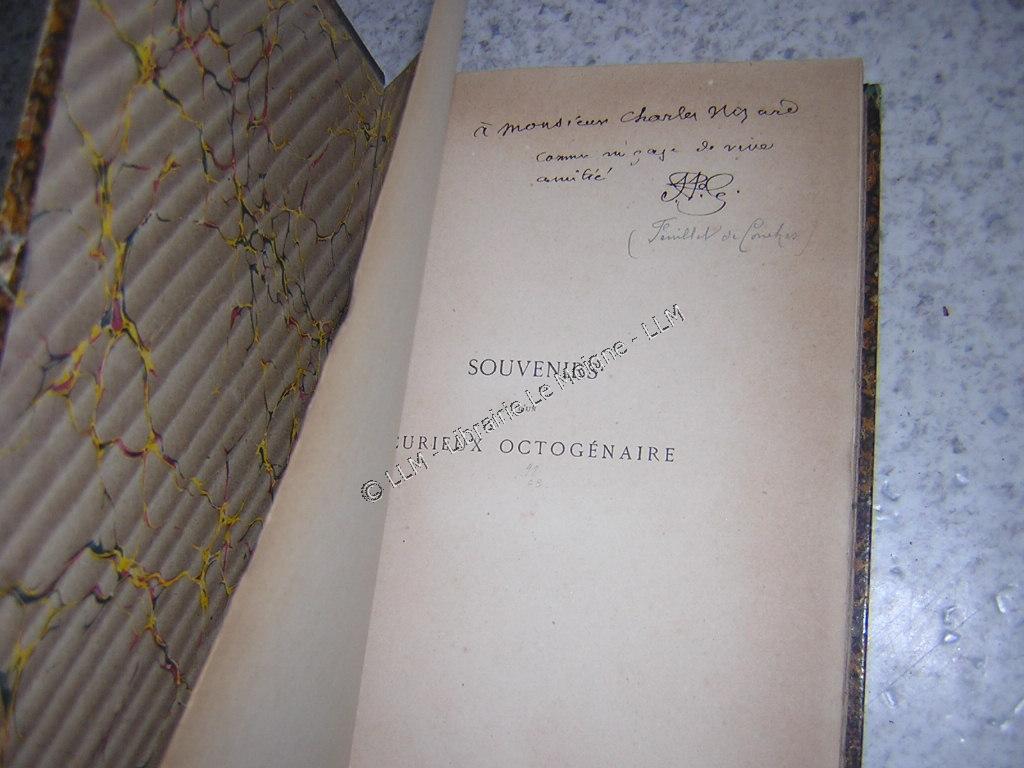 à Monsieur Charles Nisard
comme un gage de vive
amitié
(Feuillet de Conches)
SOUVENIRS
CURIEUX OCTOGÉNAIRE
© LLM - Librairie Le Moigne - LLM